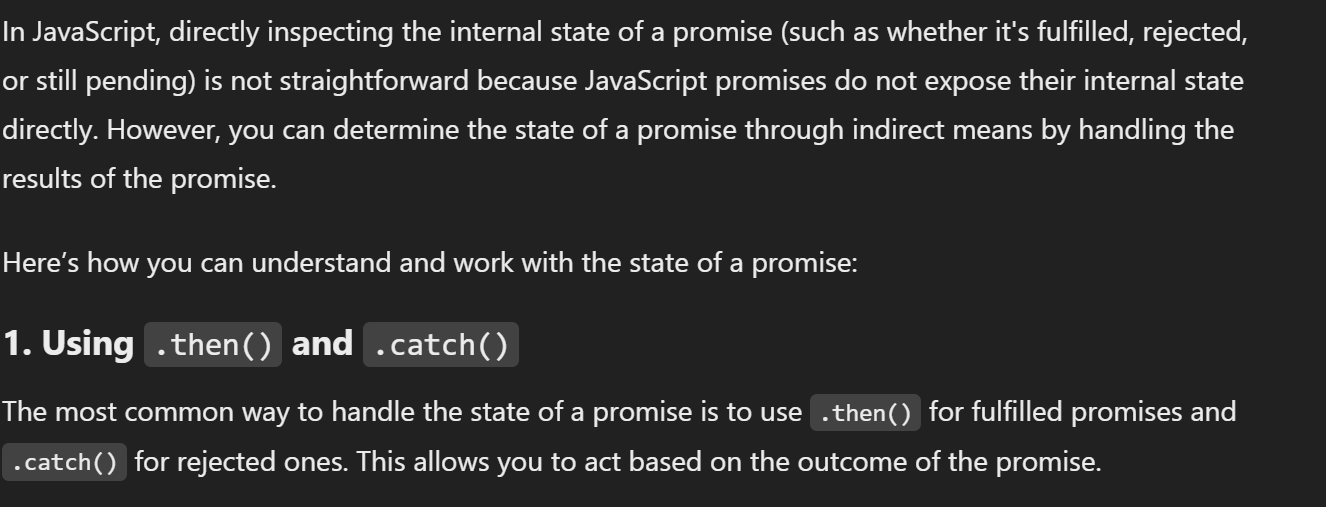 In JavaScript, directly inspecting the internal state of a promise (such as whether it's fulfilled, rejected,
or still pending) is not straightforward because JavaScript promises do not expose their internal state
directly. However, you can determine the state of a promise through indirect means by handling the
results of the promise.
Here’s how you can understand and work with the state of a promise:
1. Using .then() and .catch()
The most common way to handle the state of a promise is to use .then() for fulfilled promises and
.catch() for rejected ones. This allows you to act based on the outcome of the promise.